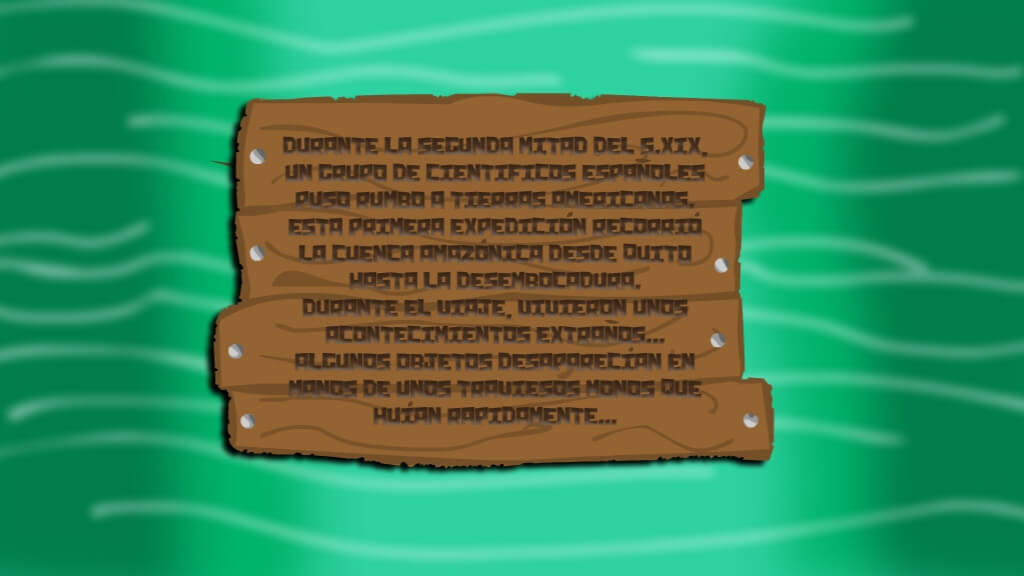 DURANTE LA SEGUNDA MITAD DEL S.XIX,
UN GRUPO DE CIENTIFICOS ESPAÑOLES
PUSO RUMBO A TIERRAS AMERICANAS.
ESTA PRIMERA EXPEDICIÓN RECORRIÓ
LA CUENCA AMAZÓNICA DESDE QUITO
HASTA LA DESEMBOCADURA.
DURANTE EL VIAJE, VIVIERON UNOS
ACONTECIMIENTOS EXTRAÑOS...
ALGUNOS OBJETOS DESAPARECÍAN EN
MANOS DE UNOS TRAVIESOS MONOS QUE
HUÍAN RAPIDAMENTE...